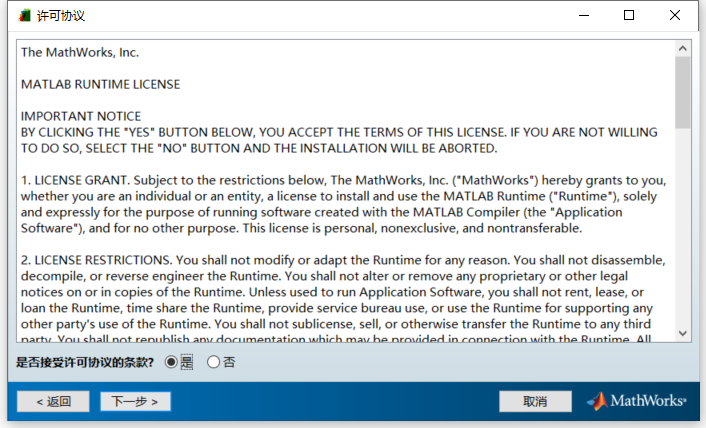 许可协议
The MathWorks, Inc.
MATLAB RUNTIME LICENSE
IMPORTANT NOTICE
BY CLICKING THE "YES" BUTTON BELOW, YOU ACCEPT THE TERMS OF THIS LICENSE. IF YOU ARE NOT WILLING
TO DO SO, SELECT THE "NO" BUTTON AND THE INSTALLATION WILL BE ABORTED.
1. LICENSE GRANT. Subject to the restrictions below, The MathWorks, Inc. ("MathWorks") hereby grants to you,
whether you are an individual or an entity, a license to install and use the MATLAB Runtime ("Runtime"), solely
and expressly for the purpose of running software created with the MATLAB Compiler (the "Application
Software"), and for no other purpose. This license is personal, nonexclusive, and nontransferable.
2. LICENSE RESTRICTIONS. You shall not modify or adapt the Runtime for any reason. You shall not disassemble,
decompile, or reverse engineer the Runtime. You shall not alter or remove any proprietary or other legal
notices on or in copies of the Runtime. Unless used to run Application Software, you shall not rent, lease, or
loan the Runtime, time share the Runtime, provide service bureau use, or use the Runtime for supporting any
other party's use of the Runtime. You shall not sublicense, sell, or otherwise transfer the Runtime to any third
party. You shall not republish any documentation which may be provided in connection with the Runtime. All
是否接受许可协议的条款? 是 否
< 返回 下一步 > 取消 MathWorks®